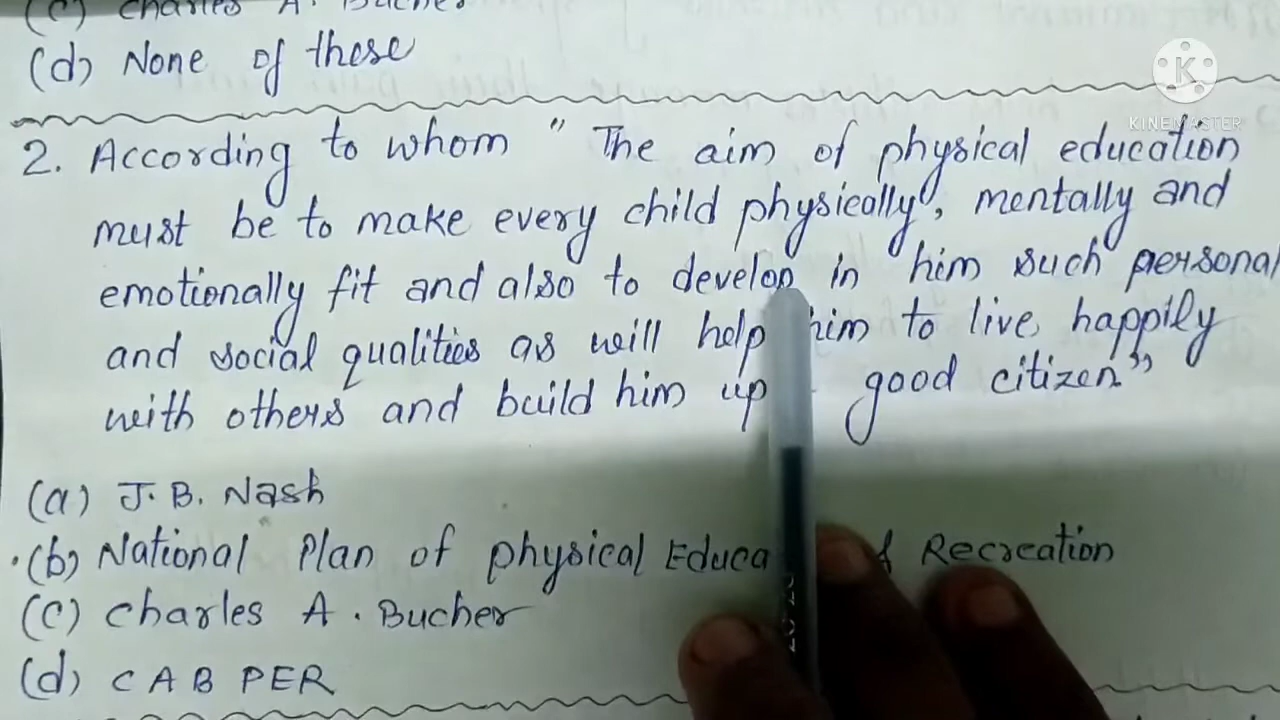 (c) Charles A. Bucher
(d) None of these
K
KINEMASTER
2. According to whom " The aim of physical education
must be to make every child physically, mentally and
emotionally fit and also to develop in him such personal
and social qualities as will help him to live happily
with others and build him up good citizen"
(a) J. B. Nash
(b) National Plan of physical Educa & Recreation
(c) Charles A. Bucher
(d) C A B PER